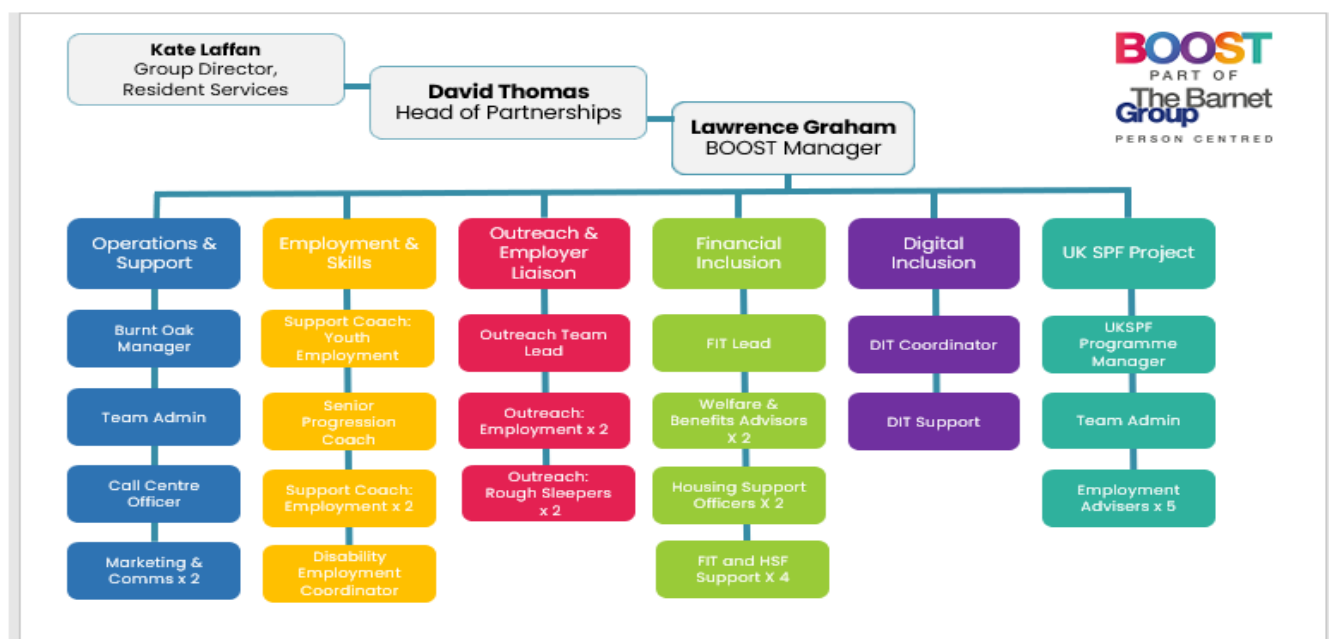 Kate Laffan
Group Director,
Resident Services
David Thomas
Head of Partnerships
Lawrence Graham
BOOST Manager
BOOST
PART OF
The Barnet
Group
PERSON CENTRED
Operations &
Support
Burnt Oak
Manager
Team Admin
Call Centre
Officer
Marketing &
Comms x 2
Employment &
Skills
Support Coach:
Youth
Employment
Senior
Progression
Coach
Support Coach:
Employment x 2
Disability
Employment
Coordinator
Outreach &
Employer
Liaison
Outreach Team
Lead
Outreach:
Employment x 2
Outreach:
Rough Sleepers
x 2
Financial
Inclusion
FIT Lead
Welfare &
Benefits Advisors
X 2
Housing Support
Officers X 2
FIT and HSF
Support X 4
Digital
Inclusion
DIT Coordinator
DIT Support
UK SPF Project
UKSPF
Programme
Manager
Team Admin
Employment
Advisers x 5